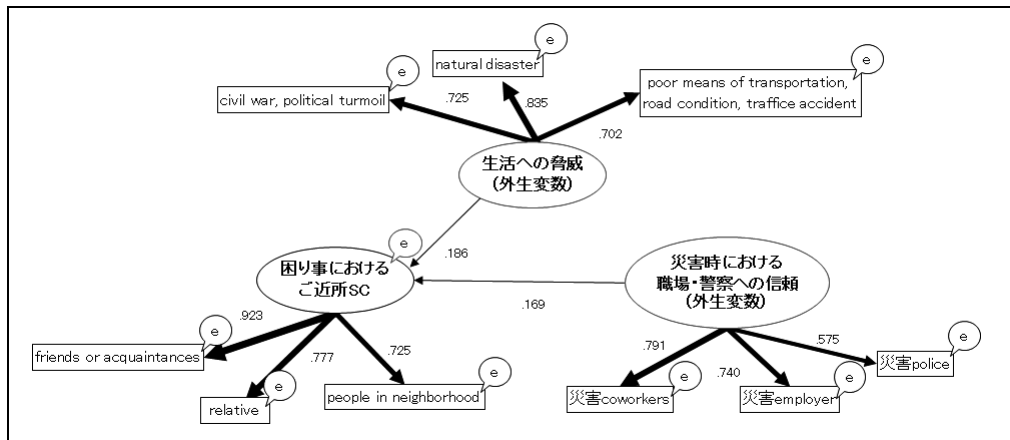 e
natural disaster
e
civil war, political turmoil
e
poor means of transportation,
road condition, traffice accident
.725
.835
.702
生活への脅威
(外生変数)
.186
e
困り事における
ご近所SC
.169
災害時における
職場・警察への信頼
(外生変数)
.923
.777
.725
e
friends or acquaintances
e
relative
e
people in neighborhood
.791
.740
.575
e
災害coworkers
e
災害employer
e
災害police